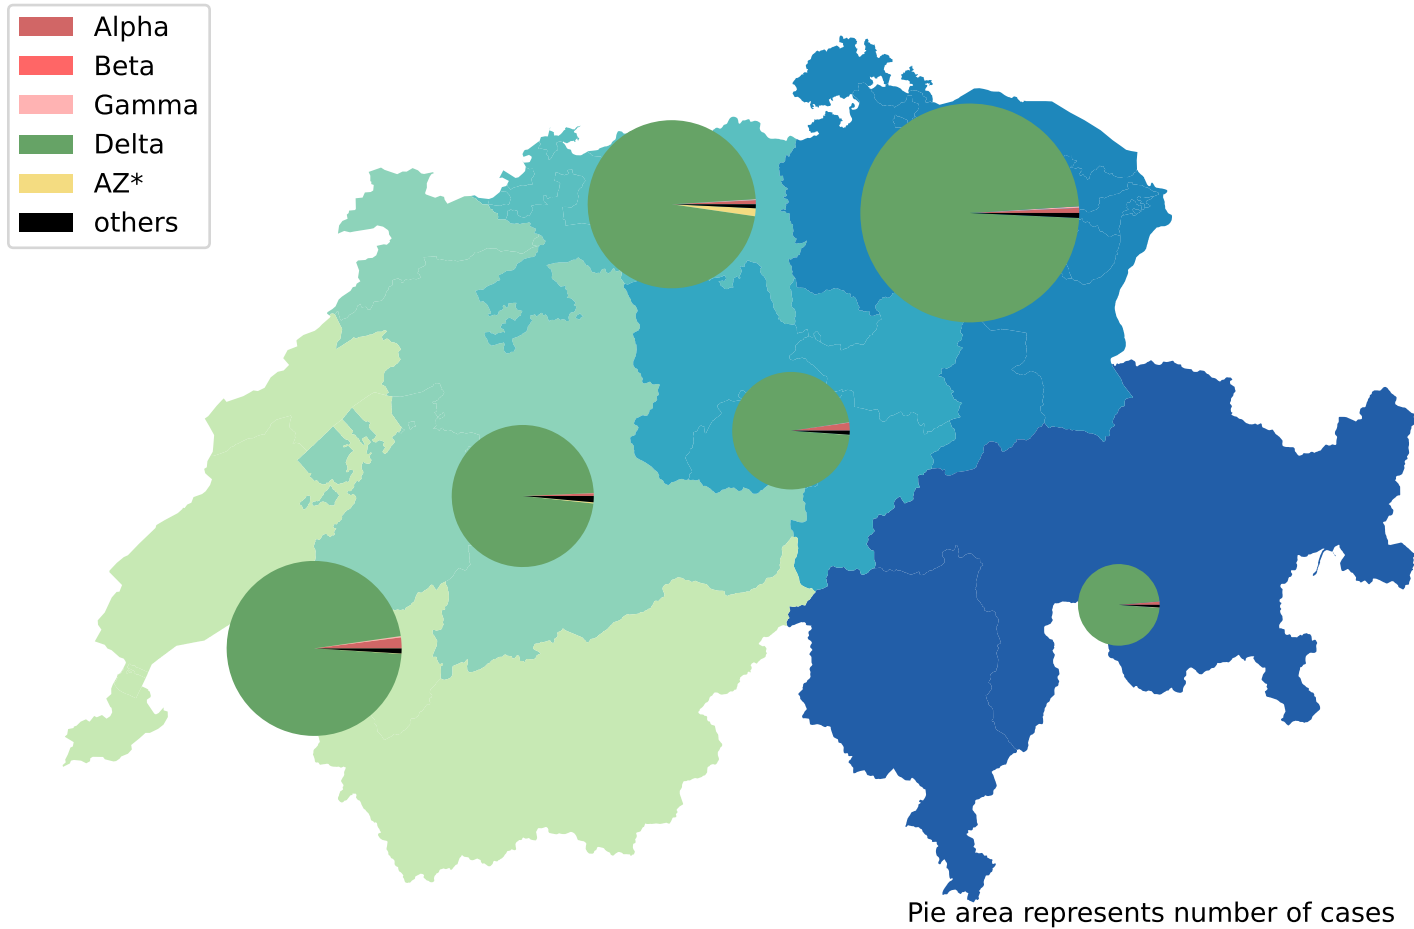 Alpha
Beta
Gamma
Delta
AZ*
others
Pie area represents number of cases